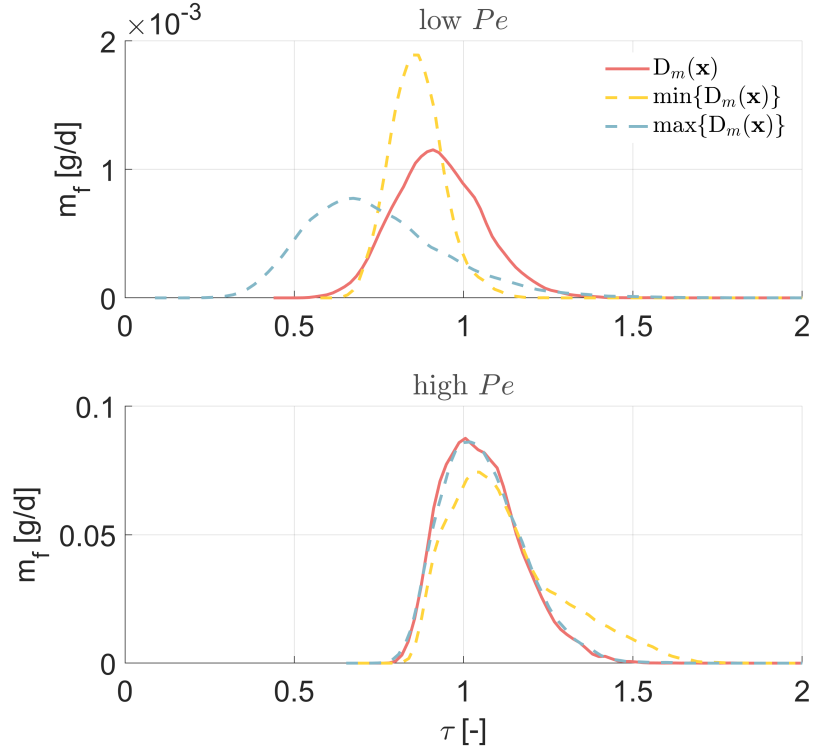 low Pe
×10⁻³
2
1
0
m_f [g/d]
D_m(x)
min{D_m(x)}
max{D_m(x)}
0 0.5 1 1.5 2
high Pe
0.1
0.05
0
m_f [g/d]
0 0.5 1 1.5 2
τ [-]